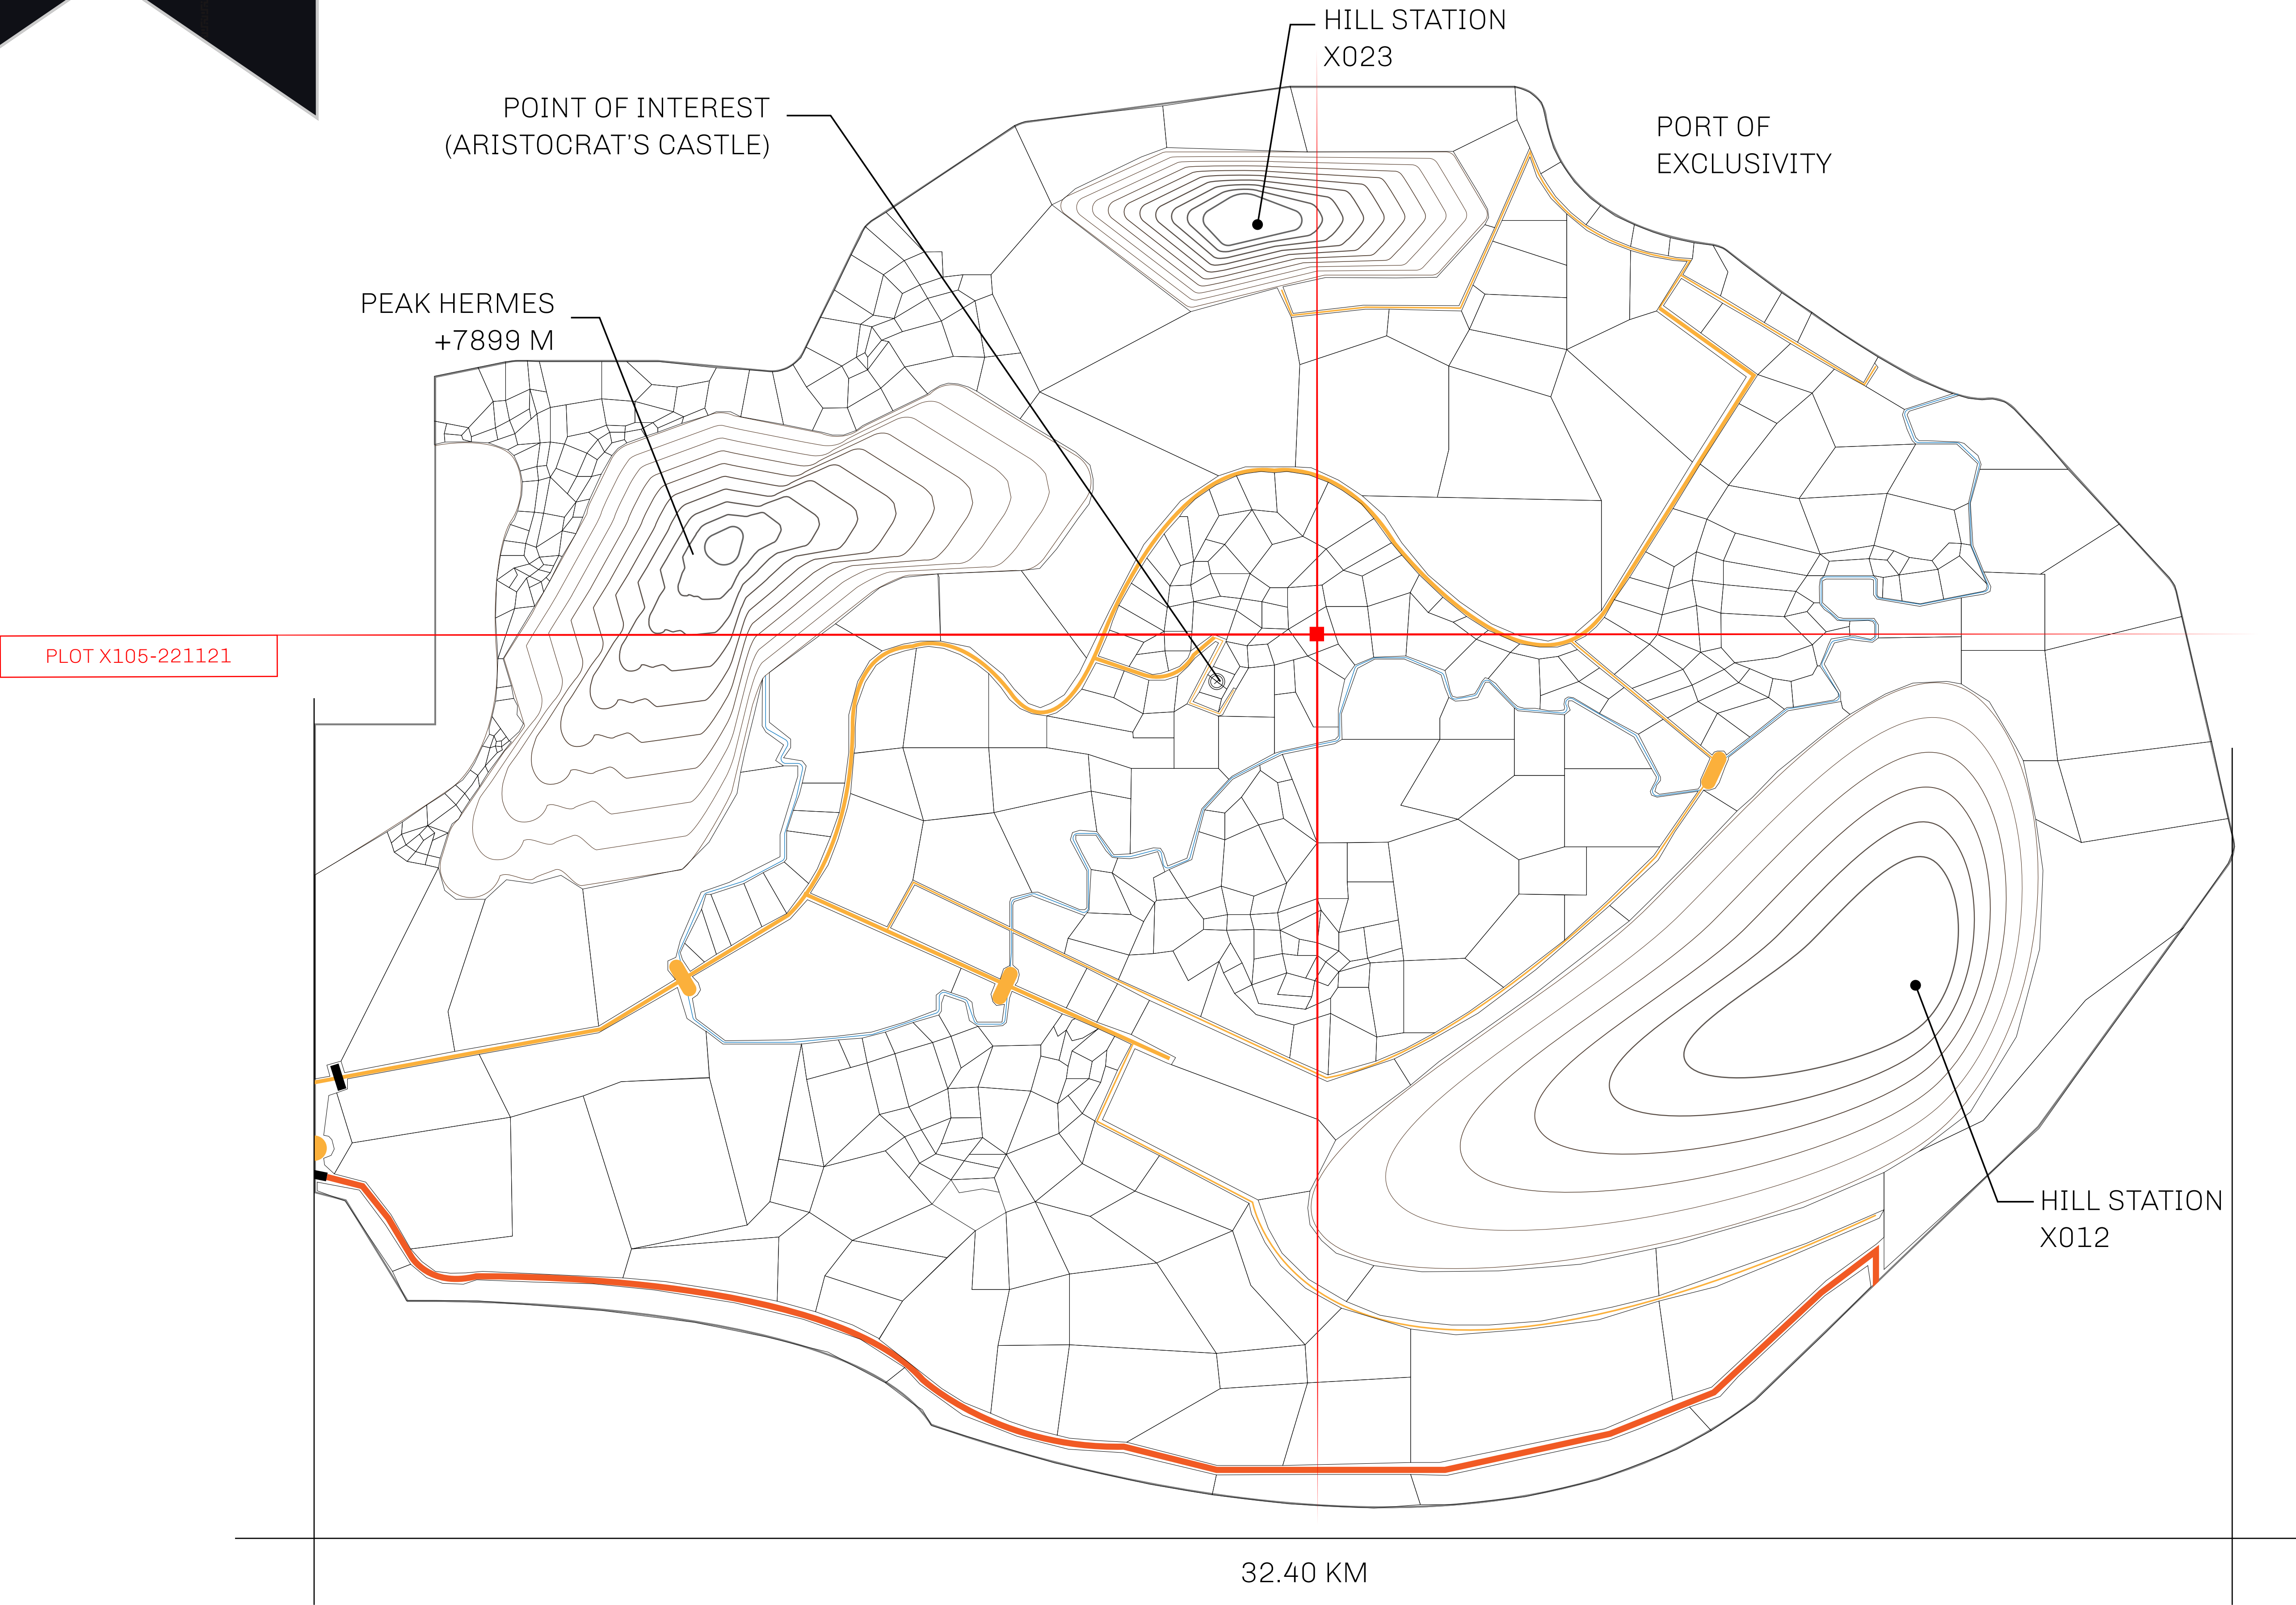 HILL STATION
X023
POINT OF INTEREST
(ARISTOCRAT'S CASTLE)
PORT OF
EXCLUSIVITY
PEAK HERMES
+7899 M
PLOT X105-221121
HILL STATION
X012
32.40 KM